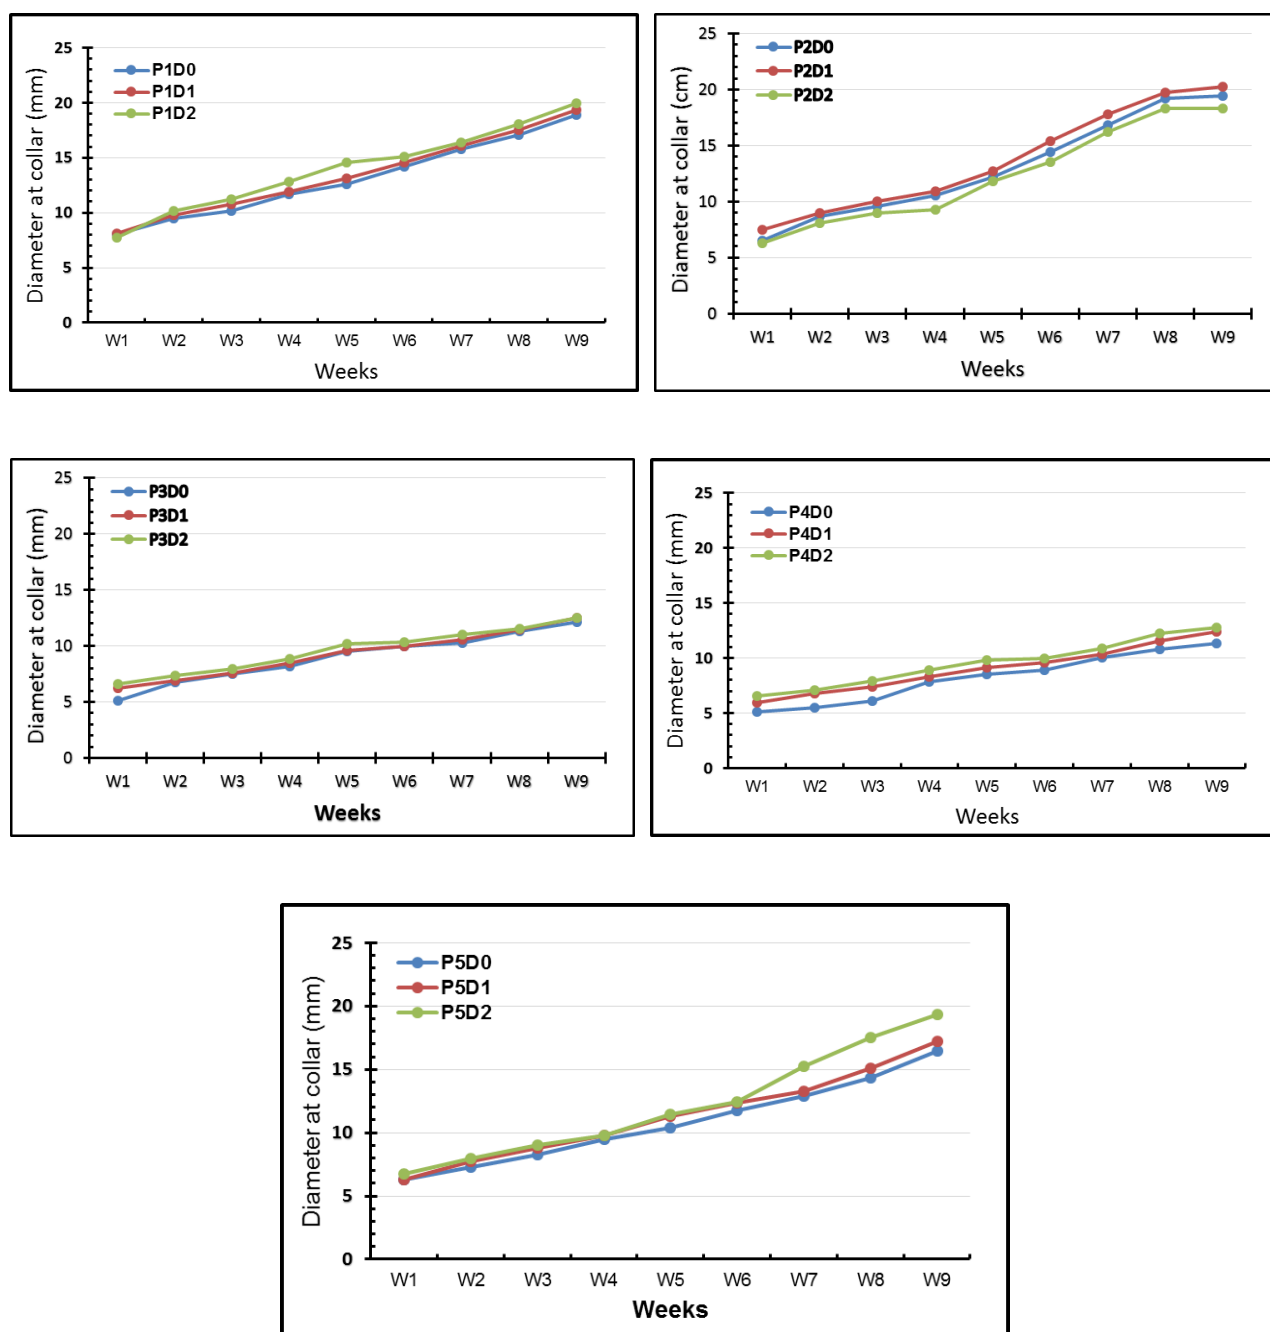 25
20
15
10
5
0
Diameter at collar (mm)
P1D0
P1D1
P1D2
W1 W2 W3 W4 W5 W6 W7 W8 W9
Weeks
25
20
15
10
5
0
Diameter at collar (cm)
P2D0
P2D1
P2D2
W1 W2 W3 W4 W5 W6 W7 W8 W9
Weeks
25
20
15
10
5
0
Diameter at collar (mm)
P3D0
P3D1
P3D2
W1 W2 W3 W4 W5 W6 W7 W8 W9
Weeks
25
20
15
10
5
0
Diameter at collar (mm)
P4D0
P4D1
P4D2
W1 W2 W3 W4 W5 W6 W7 W8 W9
Weeks
25
20
15
10
5
0
Diameter at collar (mm)
P5D0
P5D1
P5D2
W1 W2 W3 W4 W5 W6 W7 W8 W9
Weeks